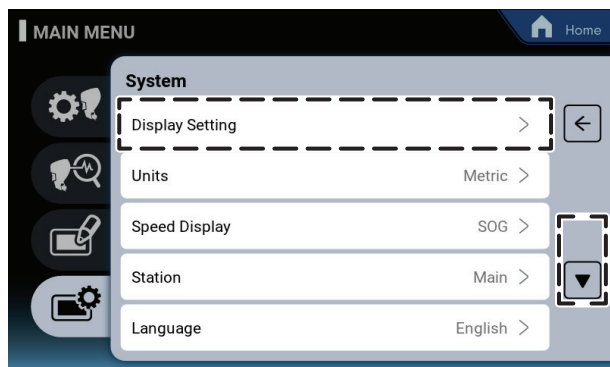 MAIN MENU
Home
System
Display Setting
Units Metric
Speed Display SOG
Station Main
Language English